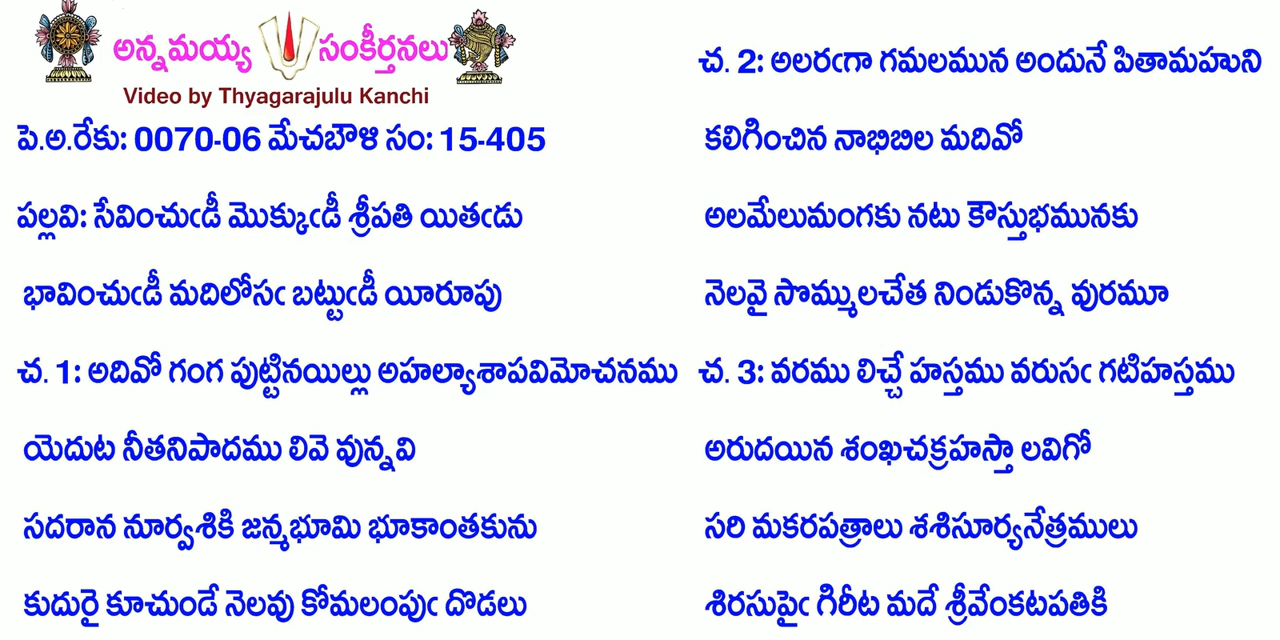 అన్నమయ్య సంకీర్తనలు
Video by Thyagarajulu Kanchi
పె.అ.రేకు: 0070-06 మేచబౌళి సం: 15-405
పల్లవి: సేవించుఁడీ మొక్కుఁడీ శ్రీపతి యితఁడు
భావించుఁడీ మదిలోసఁ బట్టుఁడీ యీరూపు
చ. 1: అదివో గంగ పుట్టినయిల్లు అహల్యాశాపవిమోచనము
యెదుట నీతనిపాదము లివె వున్నవి
సదరాన నూర్వశికి జన్మభూమి భూకాంతకును
కుదురై కూచుండే నెలవు కోమలంపుఁ దొడలు
చ. 2: అలరఁగా గమలమున అందునే పితామహుని
కలిగించిన నాభిబిల మదివో
అలమేలుమంగకు నటు కౌస్తుభమునకు
నెలవై సొమ్ములచేత నిండుకొన్న వురమూ
చ. 3: వరము లిచ్చే హస్తము వరుసఁ గటిహస్తము
అరుదయిన శంఖచక్రహస్తా లవిగో
సరి మకరపత్రాలు శశిసూర్యనేత్రములు
శిరసుపైఁ గిరీట మదే శ్రీవేంకటపతికి